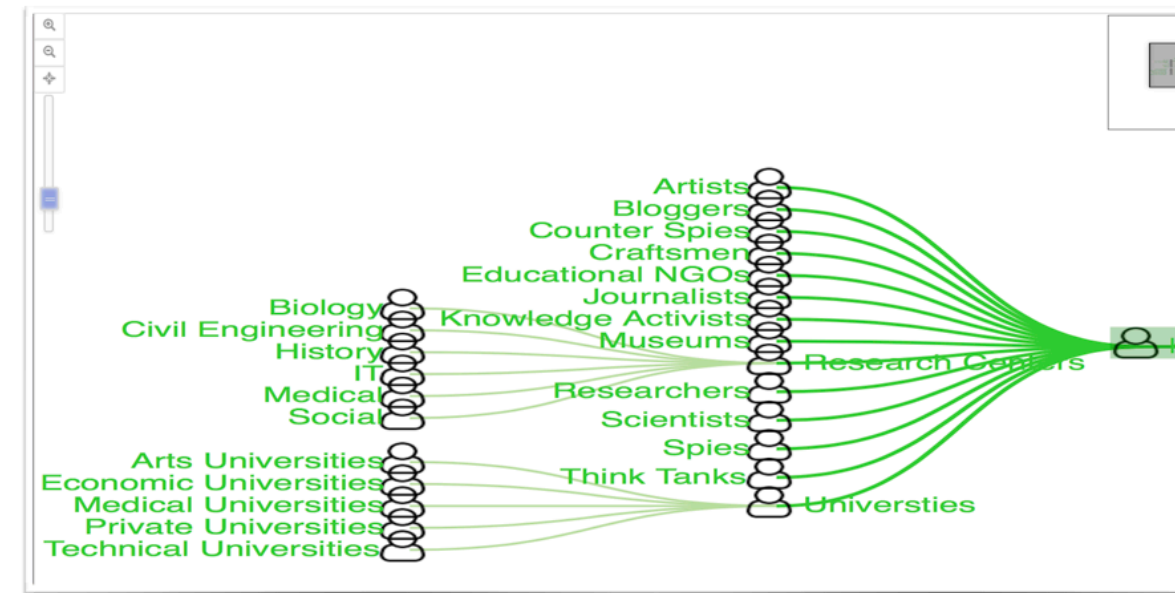 Artists
Bloggers
Counter Spies
Craftsmen
Educational NGOs
Journalists
Knowledge Activists
Museums
Research Centers
Researchers
Scientists
Spies
Think Tanks
Universties
Biology
Civil Engineering
History
IT
Medical
Social
Arts Universities
Economic Universities
Medical Universities
Private Universities
Technical Universities